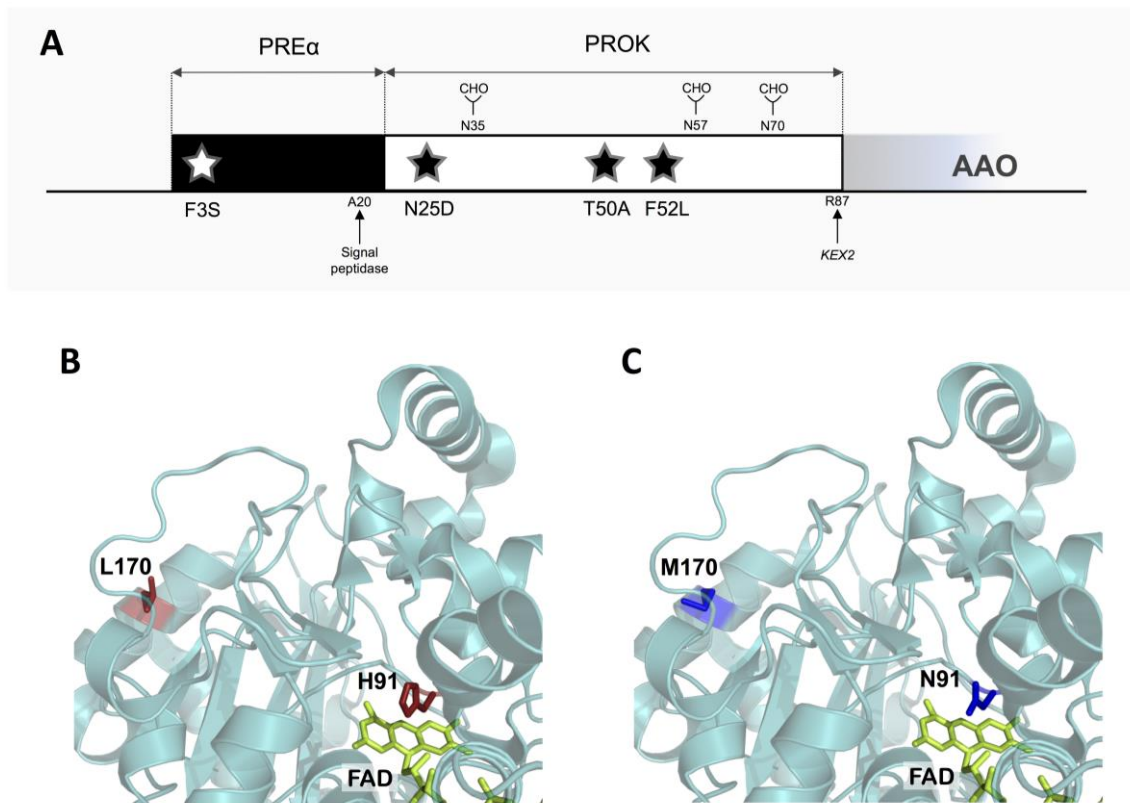 A
PREα
PROK
CHO
CHO
CHO
N35
N57
N70
AAO
F3S
A20
N25D
T50A
F52L
R87
Signal
peptidase
KEX2
B
C
L170
M170
H91
N91
FAD
FAD